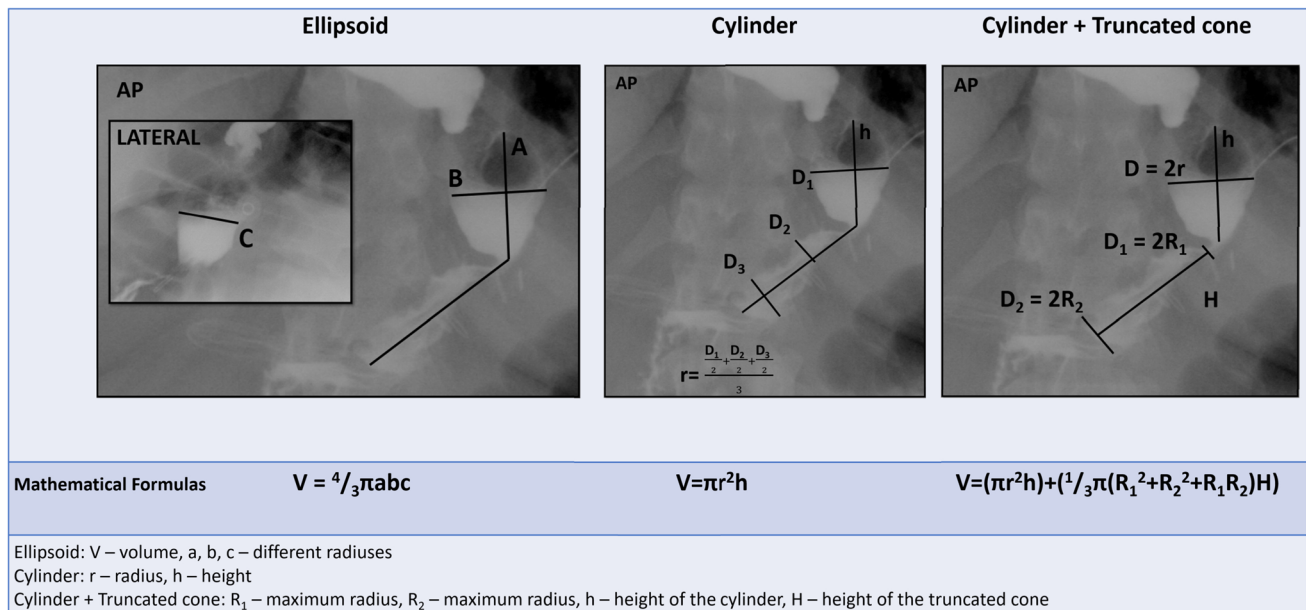 Ellipsoid
Cylinder
Cylinder + Truncated cone
AP
LATERAL
A
B
C
AP
h
D₁
D₂
D₃
r= (D₁/2+D₂/2+D₃/2)/3
AP
h
D = 2r
D₁ = 2R₁
D₂ = 2R₂
H
Mathematical Formulas
V = ⁴/₃πabc
V=πr²h
V=(πr²h)+(¹/₃π(R₁²+R₂²+R₁R₂)H)
Ellipsoid: V – volume, a, b, c – different radiuses
Cylinder: r – radius, h – height
Cylinder + Truncated cone: R₁ – maximum radius, R₂ – maximum radius, h – height of the cylinder, H – height of the truncated cone